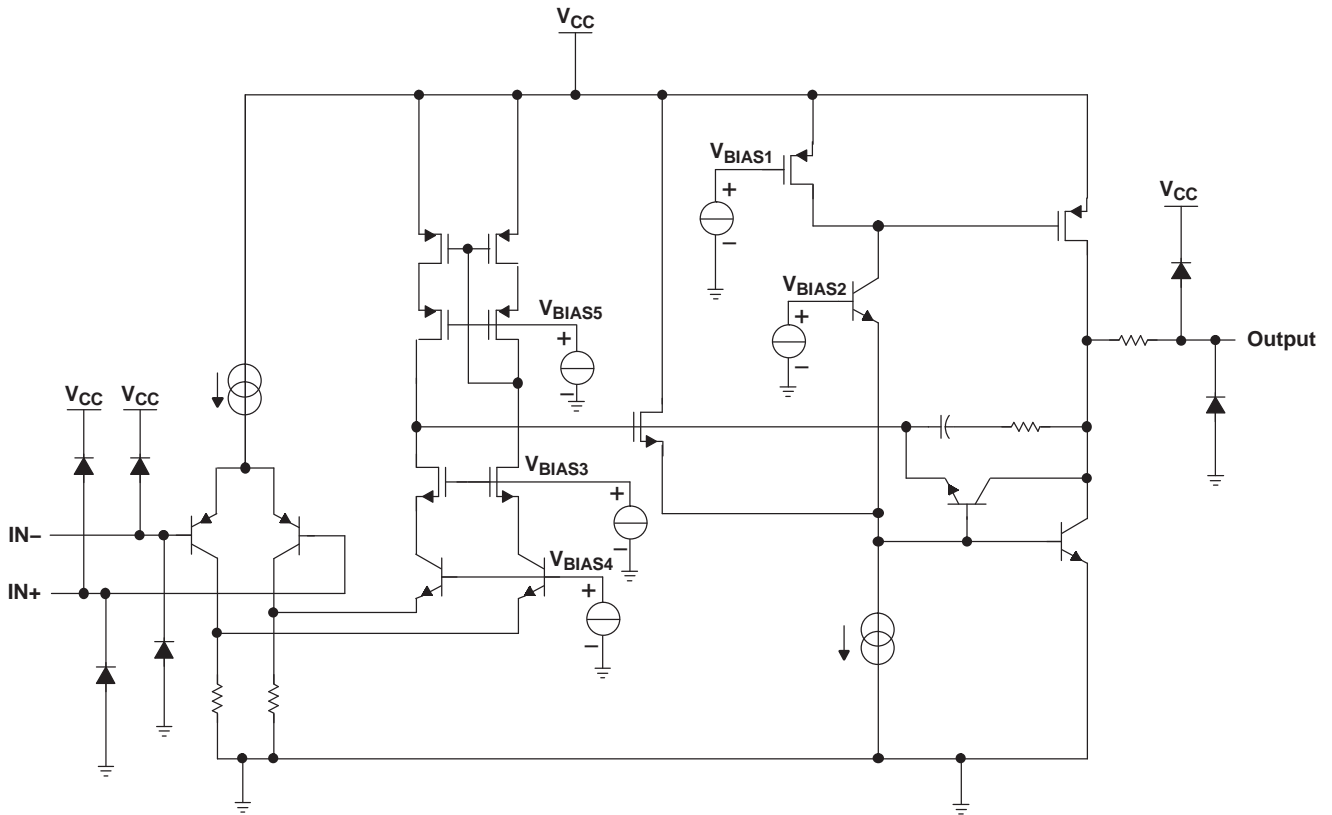 VCC
VBIAS1
VCC
VBIAS2
+
−
VBIAS5
+
−
Output
+
−
VCC
VCC
VBIAS3
+
−
IN−
VBIAS4
+
−
IN+